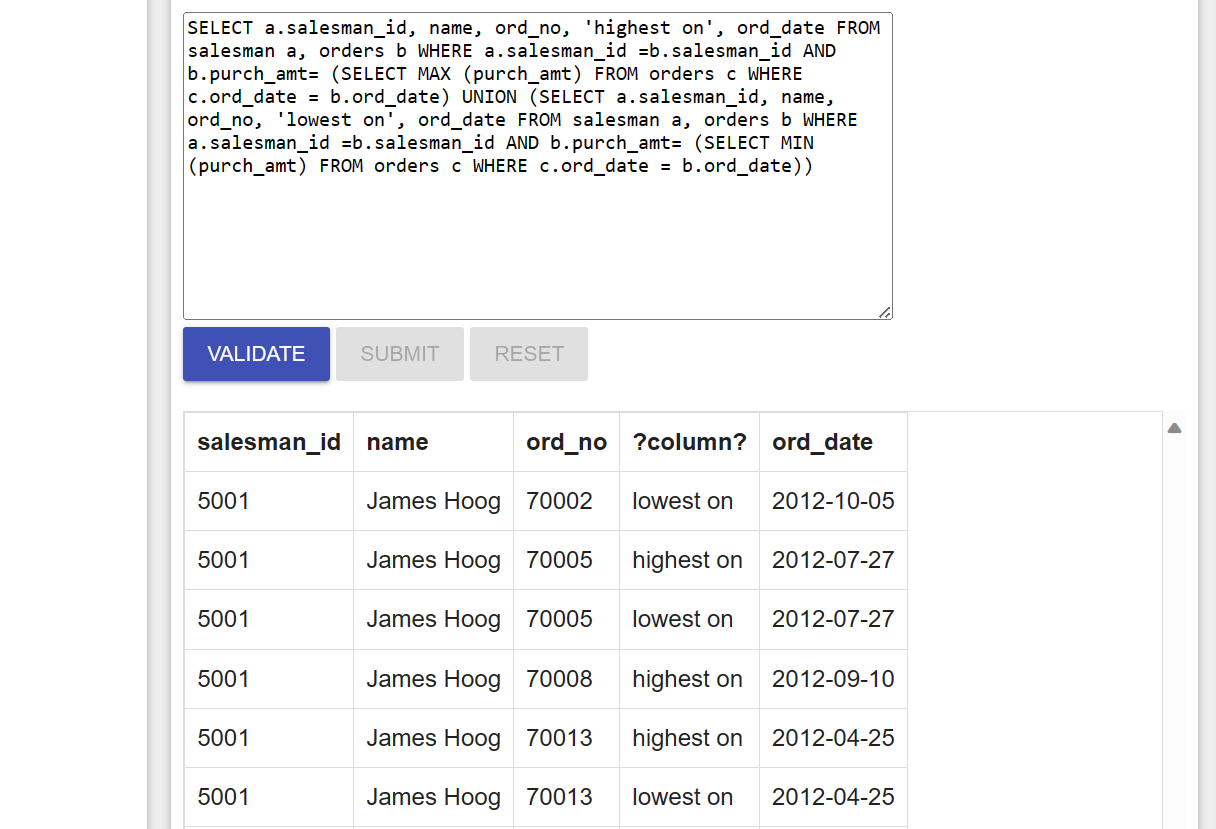 SELECT a.salesman_id, name, ord_no, 'highest on', ord_date FROM
salesman a, orders b WHERE a.salesman_id =b.salesman_id AND
b.purch_amt= (SELECT MAX (purch_amt) FROM orders c WHERE
c.ord_date = b.ord_date) UNION (SELECT a.salesman_id, name,
ord_no, 'lowest on', ord_date FROM salesman a, orders b WHERE
a.salesman_id =b.salesman_id AND b.purch_amt= (SELECT MIN
(purch_amt) FROM orders c WHERE c.ord_date = b.ord_date))
VALIDATE SUBMIT RESET
salesman_id name ord_no ?column? ord_date
5001 James Hoog 70002 lowest on 2012-10-05
5001 James Hoog 70005 highest on 2012-07-27
5001 James Hoog 70005 lowest on 2012-07-27
5001 James Hoog 70008 highest on 2012-09-10
5001 James Hoog 70013 highest on 2012-04-25
5001 James Hoog 70013 lowest on 2012-04-25